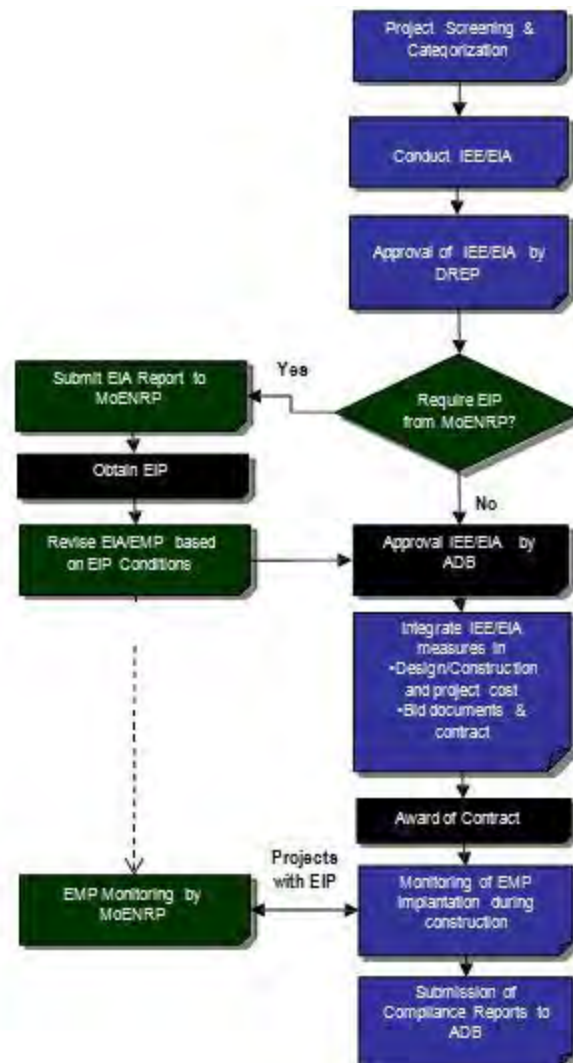 Project Screening &
Categorization
Conduct IEE/EIA
Approval of IEE/EIA by
DREP
Yes
Submit EIA Report to
MoENRP
Require EIP
from MoENRP?
Obtain EIP
No
Revise EIA/EMP based
on EIP Conditions
Approval IEE/EIA by
ADB
Integrate IEE/EIA
measures in
•Design/Construction
and project cost
•Bid documents &
contract
Award of Contract
Projects
with EIP
EMP Monitoring by
MoENRP
Monitoring of EMP
Implantation during
construction
Submission of
Compliance Reports to
ADB